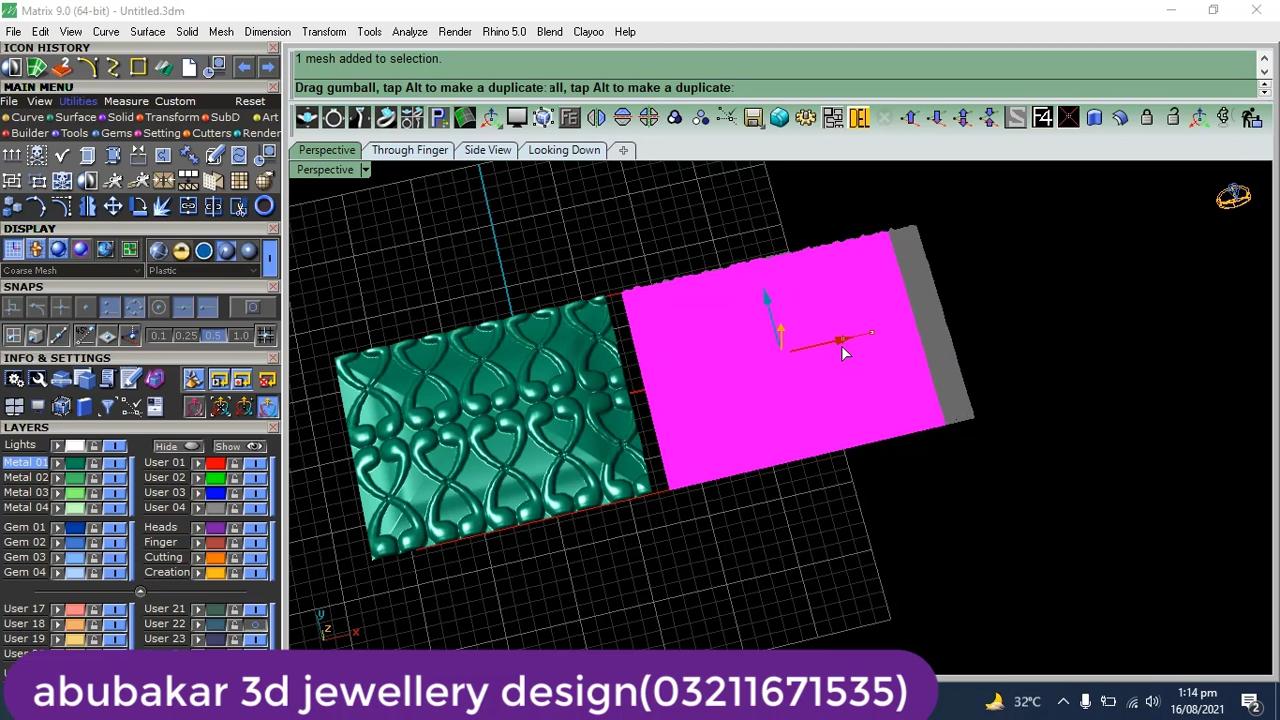 Matrix 9.0 (64-bit) - Untitled.3dm
File Edit View Curve Surface Solid Mesh Dimension Transform Tools Analyze Render Rhino 5.0 Blend Clayoo Help
ICON HISTORY
MAIN MENU
File View Utilities Measure Custom Reset
Curve Surface Solid Transform SubD Art
Builder Tools Gems Setting Cutters Render
DISPLAY
Coarse Mesh Plastic
SNAPS
0.1 0.25 0.5 1.0
INFO & SETTINGS
LAYERS
Lights Hide Show
Metal 01 User 01
Metal 02 User 02
Metal 03 User 03
Metal 04 User 04
Gem 01 Heads
Gem 02 Finger
Gem 03 Cutting
Gem 04 Creation
User 17 User 21
User 18 User 22
User 19 User 23
1 mesh added to selection.
Drag gumball, tap Alt to make a duplicate: all, tap Alt to make a duplicate:
P FE DEL S F4
Perspective Through Finger Side View Looking Down
Perspective
y
z
x
abubakar 3d jewellery design(03211671535)
32°C
1:14 pm
16/08/2021
2